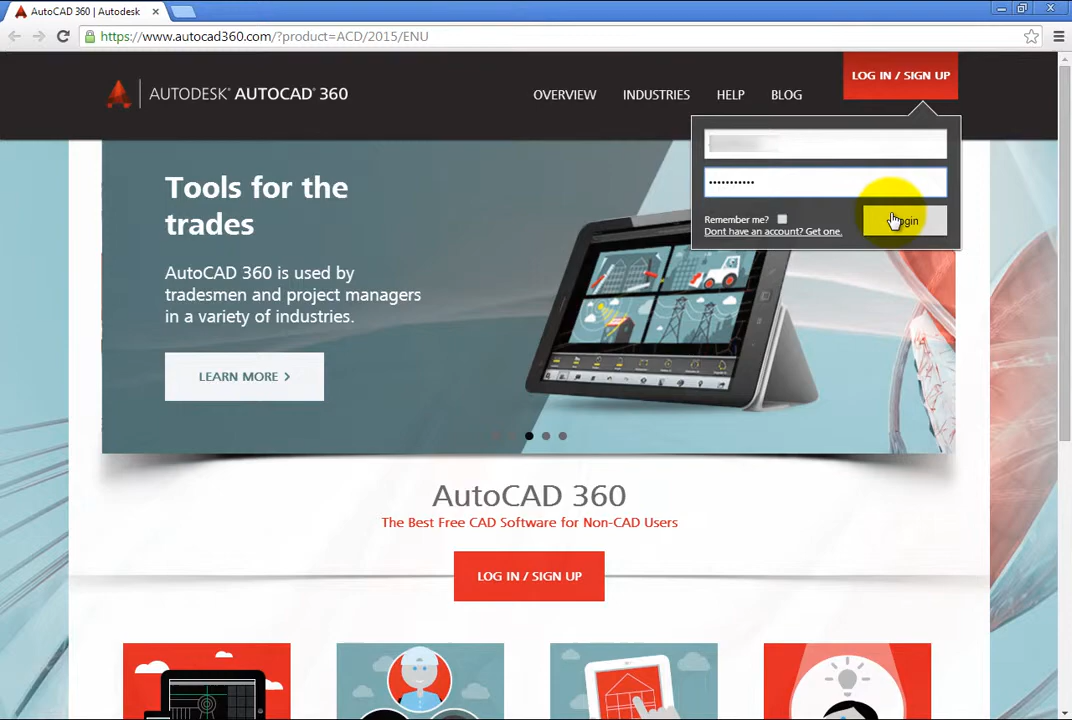 AutoCAD 360 | Autodesk
https://www.autocad360.com/?product=ACD/2015/ENU
AUTODESK® AUTOCAD® 360
OVERVIEW
INDUSTRIES
HELP
BLOG
LOG IN / SIGN UP
•••••••••••
Remember me?
Dont have an account? Get one.
Login
Tools for the
trades
AutoCAD 360 is used by
tradesmen and project managers
in a variety of industries.
LEARN MORE >
AutoCAD 360
The Best Free CAD Software for Non-CAD Users
LOG IN / SIGN UP